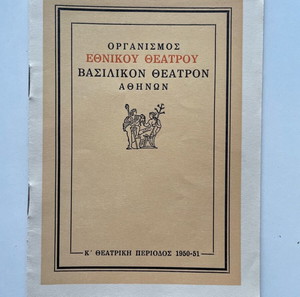 ΟΡΓΑΝΙΣΜΟΣ
ΕΘΝΙΚΟΥ ΘΕΑΤΡΟΥ
ΒΑΣΙΛΙΚΟΝ ΘΕΑΤΡΟΝ
ΑΘΗΝΩΝ
Κ΄ ΘΕΑΤΡΙΚΗ ΠΕΡΙΟΔΟΣ 1950-51